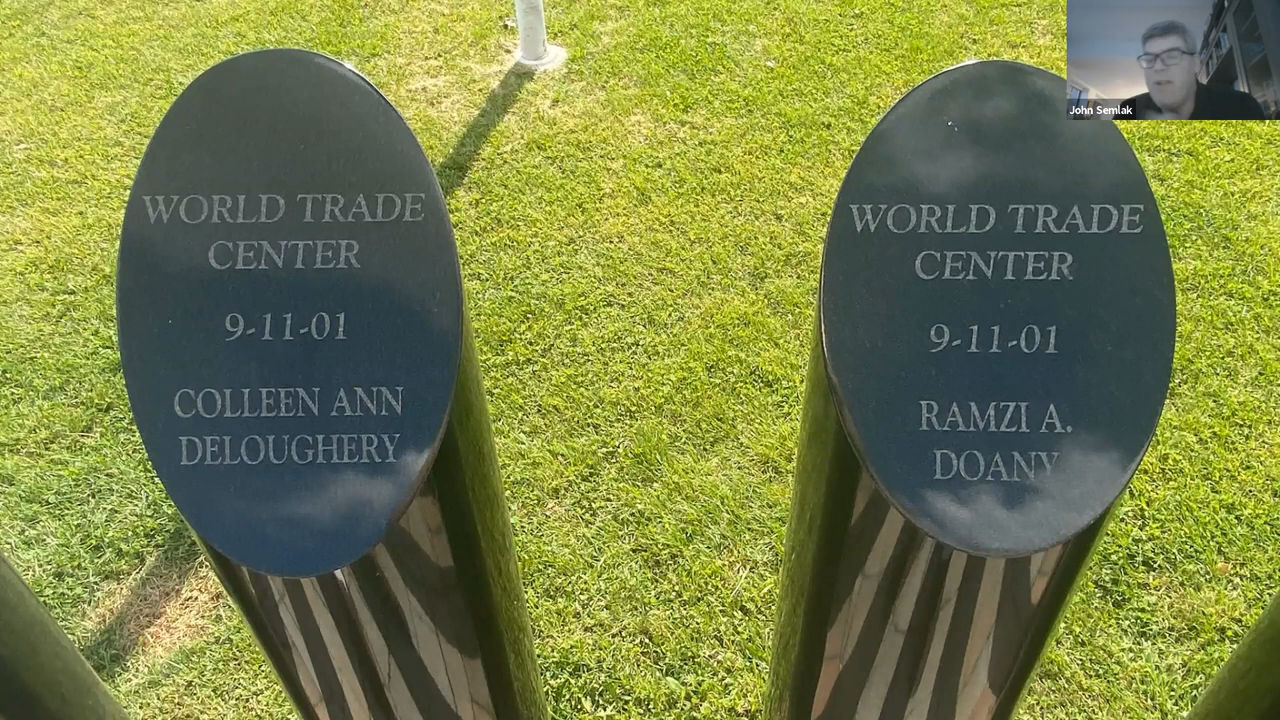 WORLD TRADE
CENTER
9-11-01
COLLEEN ANN
DELOUGHERY
WORLD TRADE
CENTER
9-11-01
RAMZI A.
DOANY
John Semlak